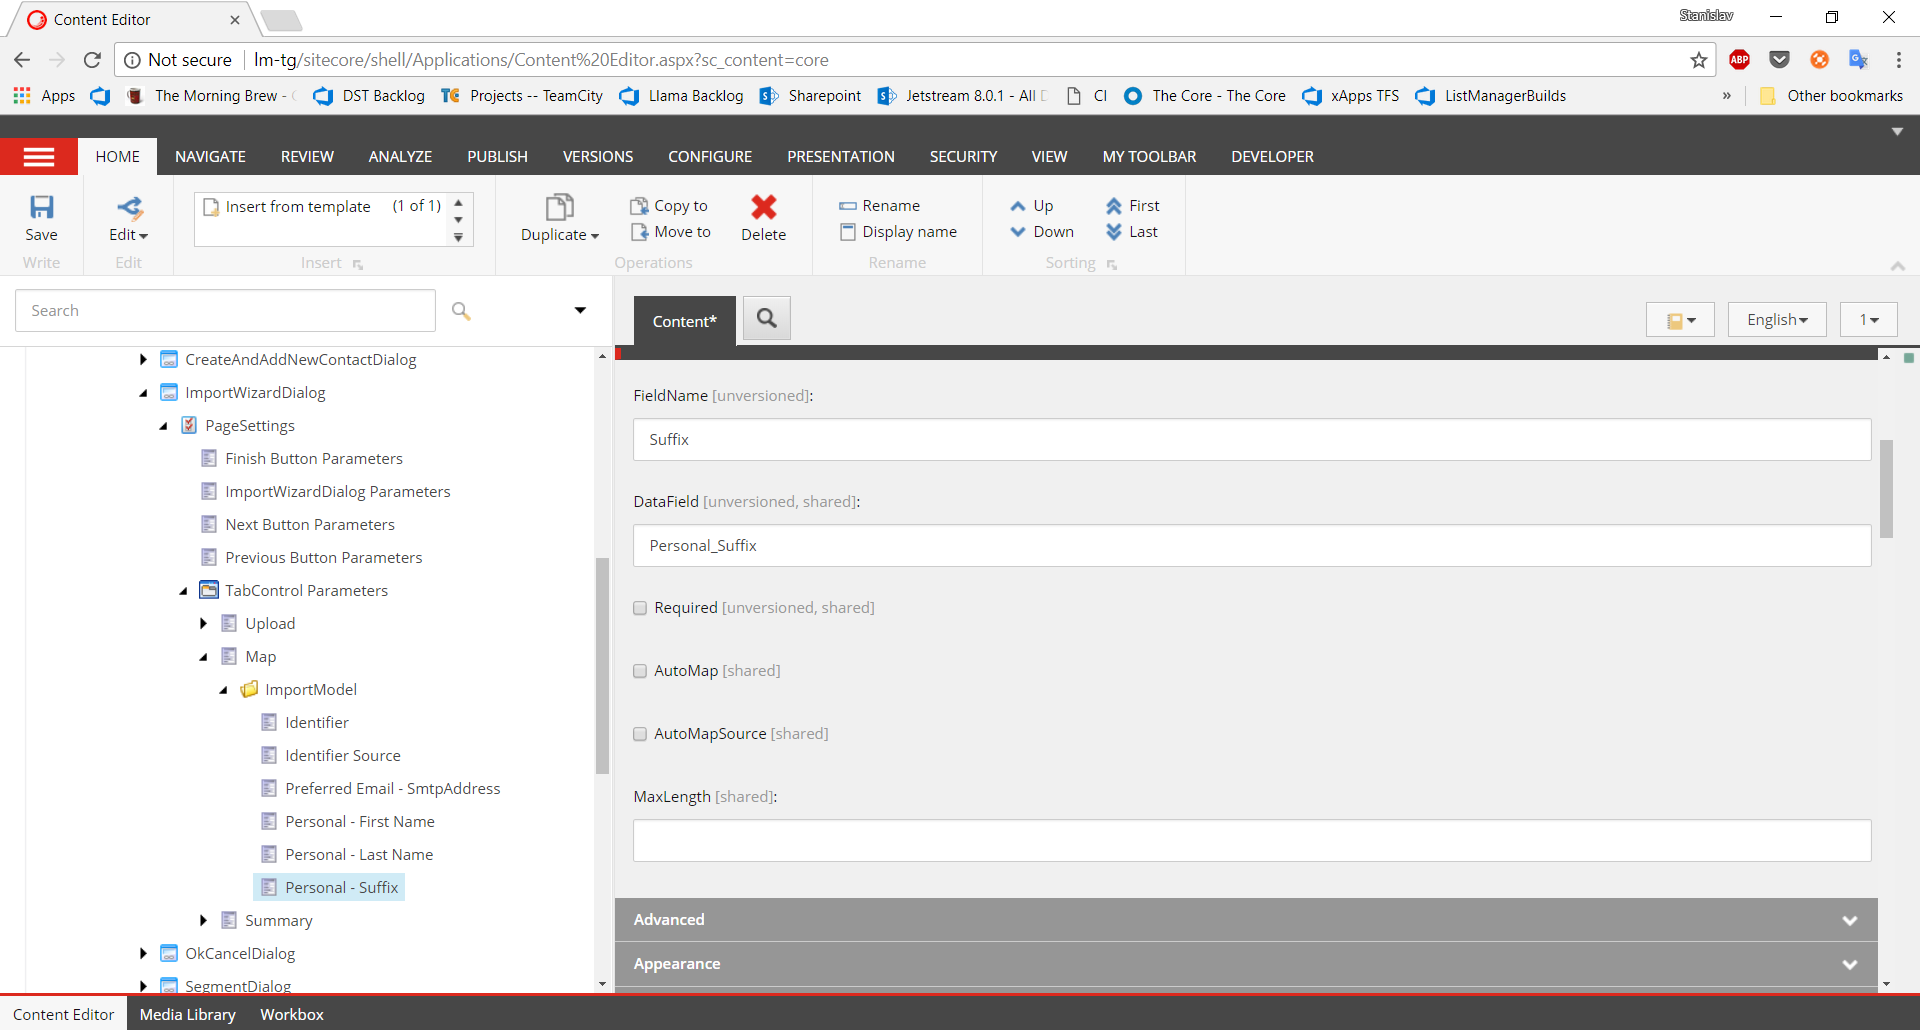 Content Editor
Stanislav
Not secure lm-tg/sitecore/shell/Applications/Content%20Editor.aspx?sc_content=core
ABP
Apps The Morning Brew - DST Backlog Projects -- TeamCity Llama Backlog Sharepoint Jetstream 8.0.1 - All CI The Core - The Core xApps TFS ListManagerBuilds » Other bookmarks
HOME NAVIGATE REVIEW ANALYZE PUBLISH VERSIONS CONFIGURE PRESENTATION SECURITY VIEW MY TOOLBAR DEVELOPER
Insert from template (1 of 1) Copy to Rename Up First
Save Edit Duplicate Move to Delete Display name Down Last
Write Edit Insert Operations Rename Sorting
Search
Content*
English
1
CreateAndAddNewContactDialog
ImportWizardDialog
PageSettings
Finish Button Parameters
ImportWizardDialog Parameters
Next Button Parameters
Previous Button Parameters
TabControl Parameters
Upload
Map
ImportModel
Identifier
Identifier Source
Preferred Email - SmtpAddress
Personal - First Name
Personal - Last Name
Personal - Suffix
Summary
OkCancelDialog
SegmentDialog
FieldName [unversioned]:
Suffix
DataField [unversioned, shared]:
Personal_Suffix
Required [unversioned, shared]
AutoMap [shared]
AutoMapSource [shared]
MaxLength [shared]:
Advanced
Appearance
Content Editor Media Library Workbox